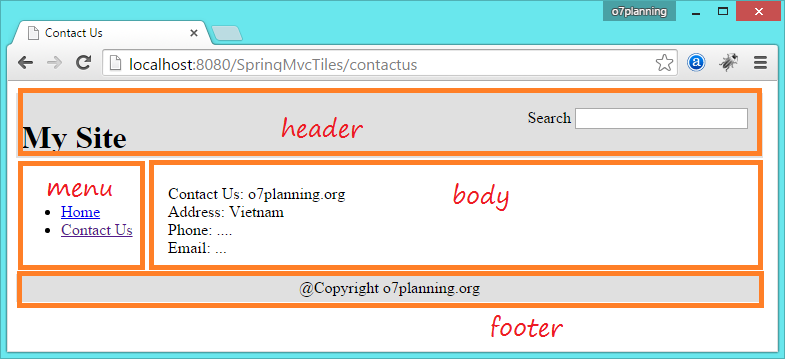 o7planning
Contact Us
localhost:8080/SpringMvcTiles/contactus
header
Search
My Site
menu
Home
Contact Us
body
Contact Us: o7planning.org
Address: Vietnam
Phone: ....
Email: ...
@Copyright o7planning.org
footer